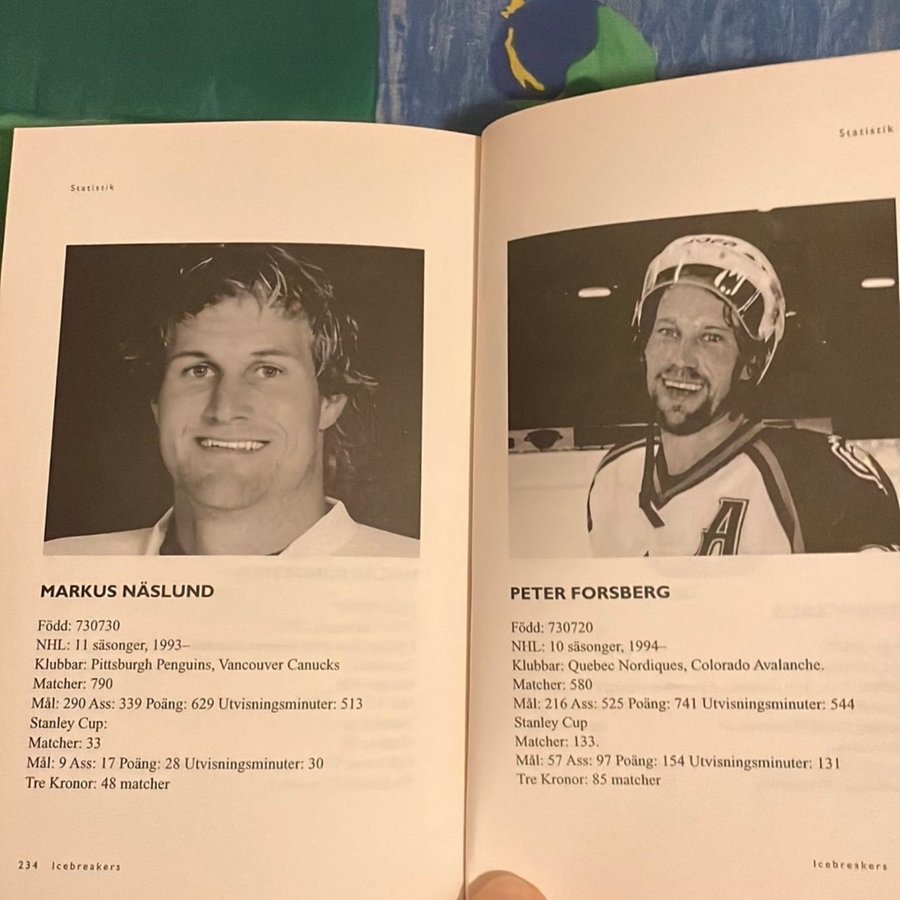 Statistik
MARKUS NÄSLUND
Född: 730730
NHL: 11 säsonger, 1993–
Klubbar: Pittsburgh Penguins, Vancouver Canucks
Matcher: 790
Mål: 290 Ass: 339 Poäng: 629 Utvisningsminuter: 513
Stanley Cup:
Matcher: 33
Mål: 9 Ass: 17 Poäng: 28 Utvisningsminuter: 30
Tre Kronor: 48 matcher
234 Icebreakers
Statistik
JOFA
A
PETER FORSBERG
Född: 730720
NHL: 10 säsonger, 1994–
Klubbar: Quebec Nordiques, Colorado Avalanche.
Matcher: 580
Mål: 216 Ass: 525 Poäng: 741 Utvisningsminuter: 544
Stanley Cup
Matcher: 133.
Mål: 57 Ass: 97 Poäng: 154 Utvisningsminuter: 131
Tre Kronor: 85 matcher
Icebreakers